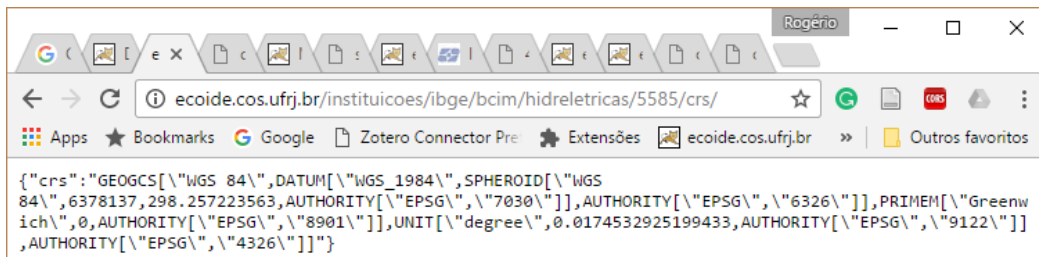 Rogério
ecoide.cos.ufrj.br/instituicoes/ibge/bcim/hidreletricas/5585/crs/
CORS
Apps Bookmarks Google Zotero Connector Pre Extensões ecoide.cos.ufrj.br » Outros favoritos
{"crs":"GEOGCS[\"WGS 84\",DATUM[\"WGS_1984\",SPHEROID[\"WGS
84\",6378137,298.257223563,AUTHORITY[\"EPSG\",\"7030\"]],AUTHORITY[\"EPSG\",\"6326\"]],PRIMEM[\"Greenw
ich\",0,AUTHORITY[\"EPSG\",\"8901\"]],UNIT[\"degree\",0.0174532925199433,AUTHORITY[\"EPSG\",\"9122\"]]
,AUTHORITY[\"EPSG\",\"4326\"]]"}